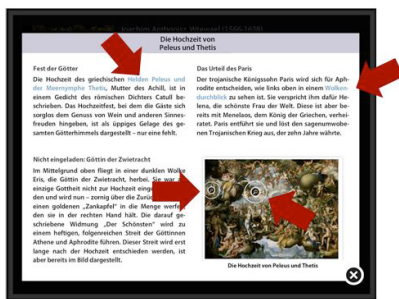 Joachim Anthonisz Wtewael (1566-1638)
Die Hochzeit von
Peleus und Thetis
Fest der Götter
Die Hochzeit des griechischen Helden Peleus und
der Meernymphe Thetis, Mutter des Achill, ist in
einem Gedicht des römischen Dichters Catull be-
schrieben. Das Hochzeitfest, bei dem die Gäste sich
sorglos dem Genuss von Wein und anderen Sinnes-
freuden hingeben, ist als üppiges Gelage des ge-
samten Götterhimmels dargestellt – nur eine fehlt.
Nicht eingeladen: Göttin der Zwietracht
Im Mittelgrund oben fliegt in einer dunklen Wolke
Eris, die Göttin der Zwietracht, herbei. Sie war
einzige Gottheit nicht zur Hochzeit
den und wird nun – zornig über die
einen goldenen „Zankapfel“ in die Menge
den sie in der rechten Hand hält. Die darauf ge-
schriebene Widmung „Der Schönsten“ wird zu
einem heftigen, folgenreichen Streit der Göttinnen
Athene und Aphrodite führen. Dieser Streit wird erst
lange nach der Hochzeit entschieden werden, ist
aber bereits im Bild dargestellt.
Das Urteil des Paris
Der trojanische Königssohn Paris wird sich für Aph-
rodite entscheiden, wie links oben in einem Wolken-
durchblick zu sehen ist. Sie verspricht ihm dafür He-
lena, die schönste Frau der Welt. Diese ist aber be-
reits mit Menelaos, dem König der Griechen, verhei-
ratet. Paris entführt sie und löst den sagenumwobe-
nen Trojanischen Krieg aus, der zehn Jahre währte.
Die Hochzeit von Peleus und Thetis